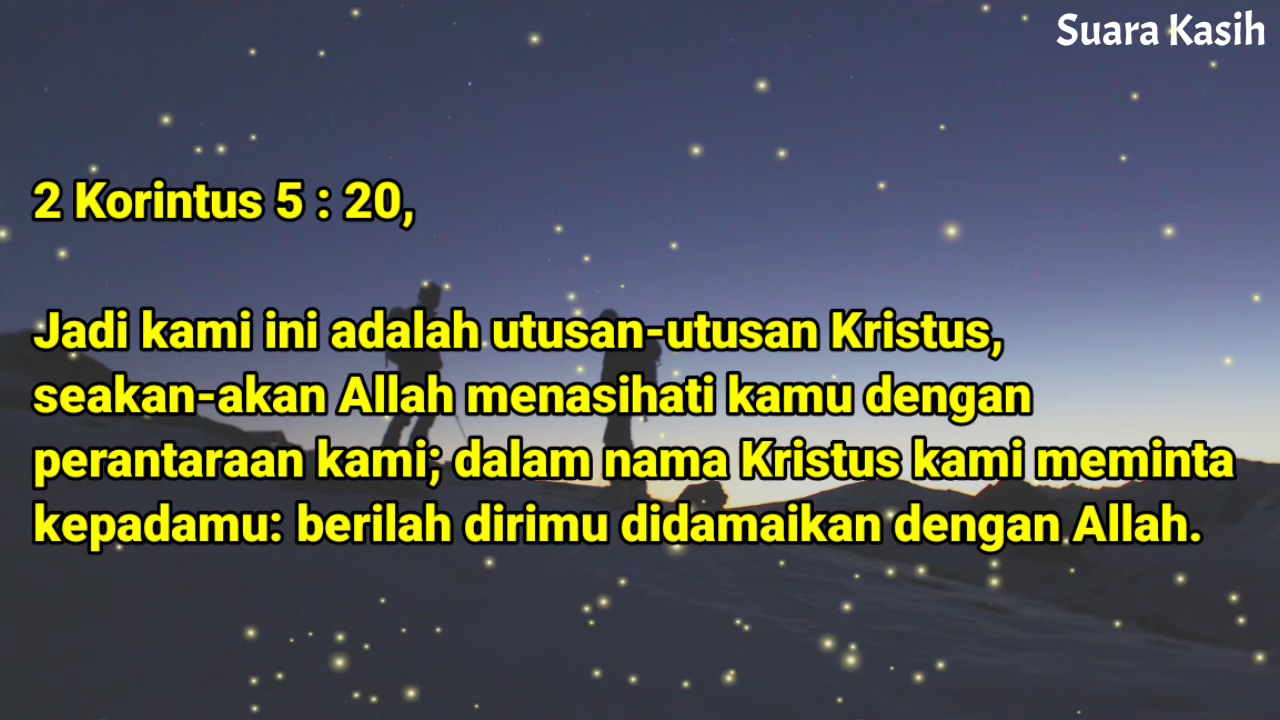 Suara Kasih
2 Korintus 5 : 20,
Jadi kami ini adalah utusan-utusan Kristus,
seakan-akan Allah menasihati kamu dengan
perantaraan kami; dalam nama Kristus kami meminta
kepadamu: berilah dirimu didamaikan dengan Allah.